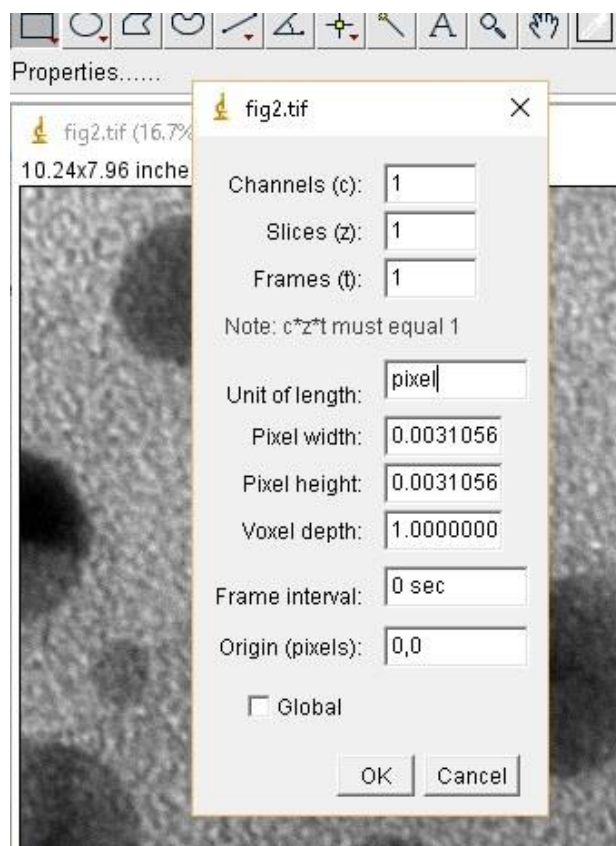 A
Properties......
fig2.tif (16.7%
10.24x7.96 inche
fig2.tif
Channels (c): 1
Slices (z): 1
Frames (t): 1
Note: c*z*t must equal 1
Unit of length: pixel
Pixel width: 0.0031056
Pixel height: 0.0031056
Voxel depth: 1.0000000
Frame interval: 0 sec
Origin (pixels): 0,0
Global
OK Cancel